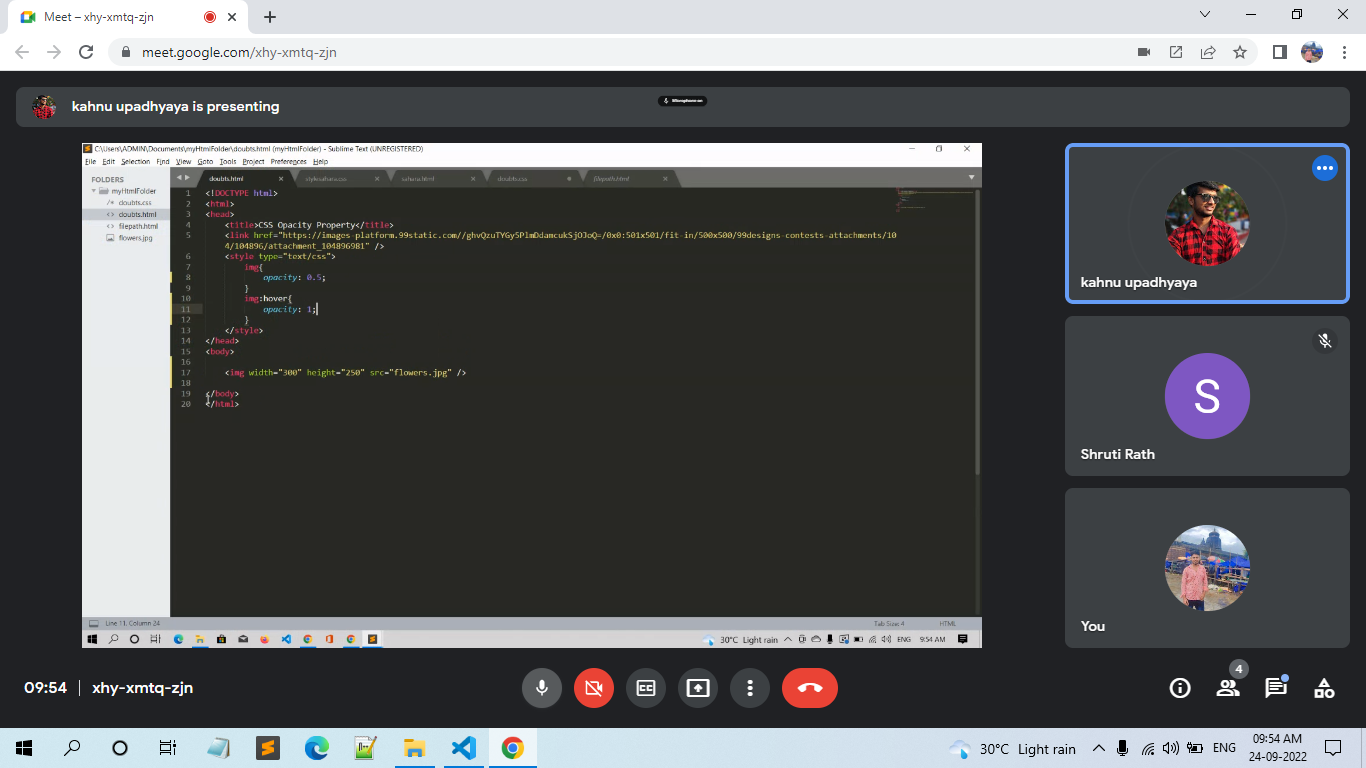 Meet – xhy-xmtq-zjn
meet.google.com/xhy-xmtq-zjn
kahnu upadhyaya is presenting
C:\Users\ADMIN\Documents\myHtmlFolder\doubts.html (myHtmlFolder) - Sublime Text (UNREGISTERED)
File Edit Selection Find View Goto Tools Project Preferences Help
FOLDERS
myHtmlFolder
/* doubts.css
<> doubts.html
<> filepath.html
flowers.jpg
doubts.html
sahara.html
doubts.css
filepath.html
1 <!DOCTYPE html>
2 <html>
3 <head>
4 <title>CSS Opacity Property</title>
5 <link href="https://images-platform.99static.com//ghvQzuTYGy5PlmDdamcukSjOJoQ=/0x0:501x501/fit-in/500x500/99designs-contests-attachments/10
4/104896/attachment_104896981" />
6 <style type="text/css">
7 img{
8 opacity: 0.5;
9 }
10 img:hover{
11 opacity: 1;
12 }
13 </style>
14 </head>
15 <body>
16
17 <img width="300" height="250" src="flowers.jpg" />
18
19 </body>
20 </html>
Line 11, Column 24
Tab Size: 4
HTML
30°C Light rain
ENG
9:54 AM
kahnu upadhyaya
S
Shruti Rath
You
09:54
xhy-xmtq-zjn
4
30°C Light rain
ENG
09:54 AM
24-09-2022